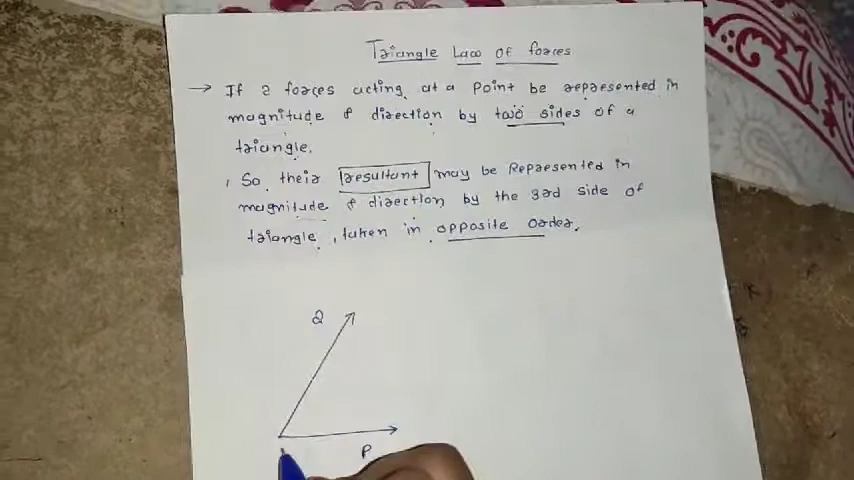 Triangle Law of forces
→ If 2 forces acting at a point be represented in
magnitude & direction by two sides of a
triangle.
So their resultant may be Represented in
magnitude & direction by the 3rd side of
triangle, taken in opposite order.
Q
P